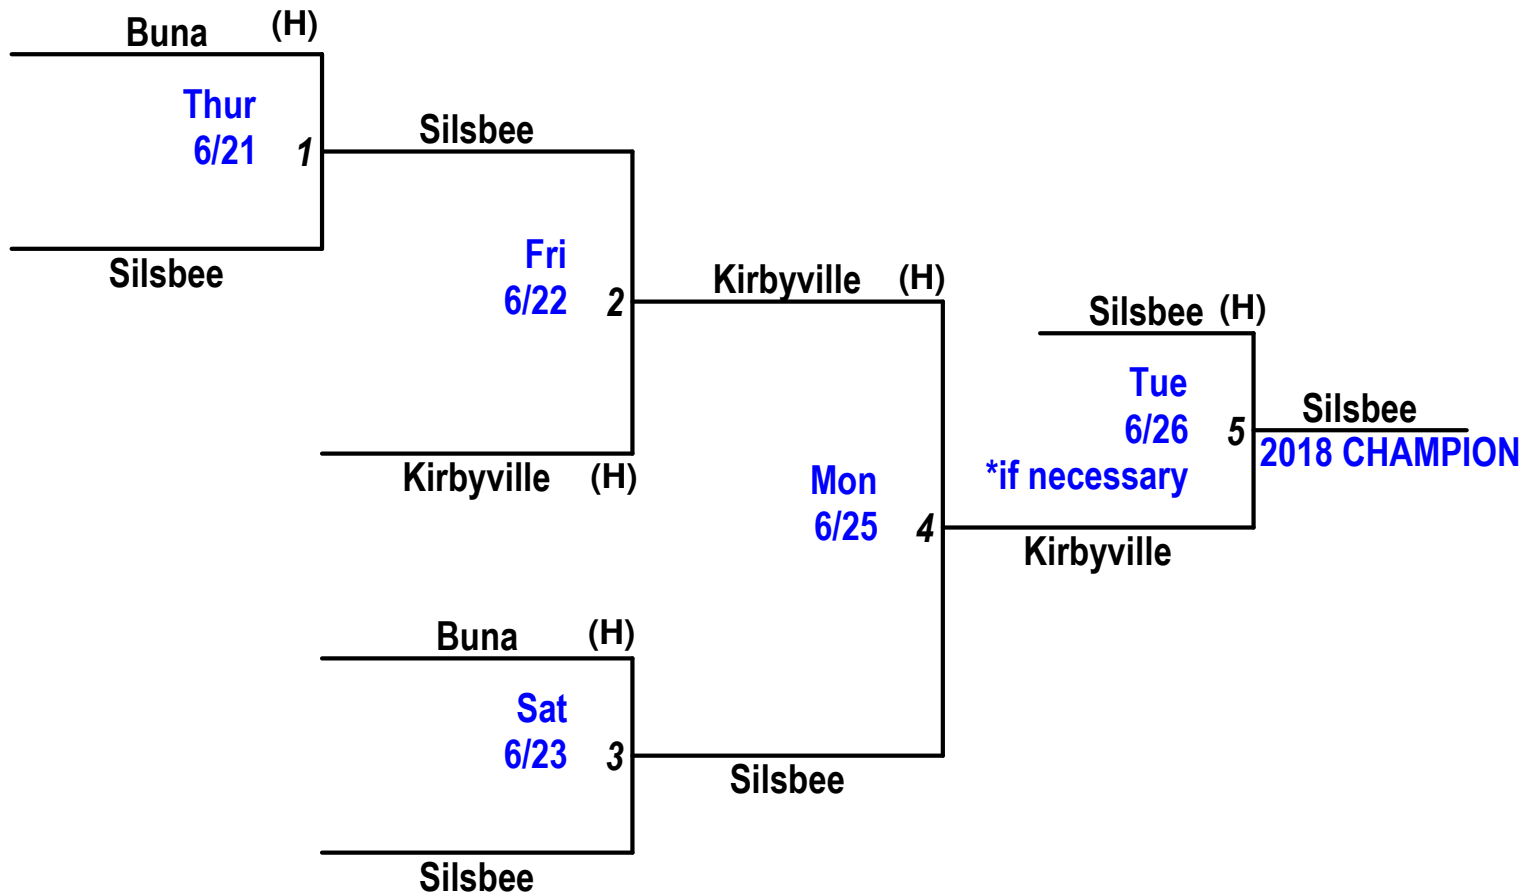 Buna (H)
Thur
6/21 1
Silsbee
Silsbee
Fri
6/22 2
Kirbyville (H)
Kirbyville (H)
Buna (H)
Sat
6/23 3
Silsbee
Silsbee
Mon
6/25 4
Silsbee (H)
Tue
6/26 5
*if necessary
Kirbyville
Silsbee
2018 CHAMPION